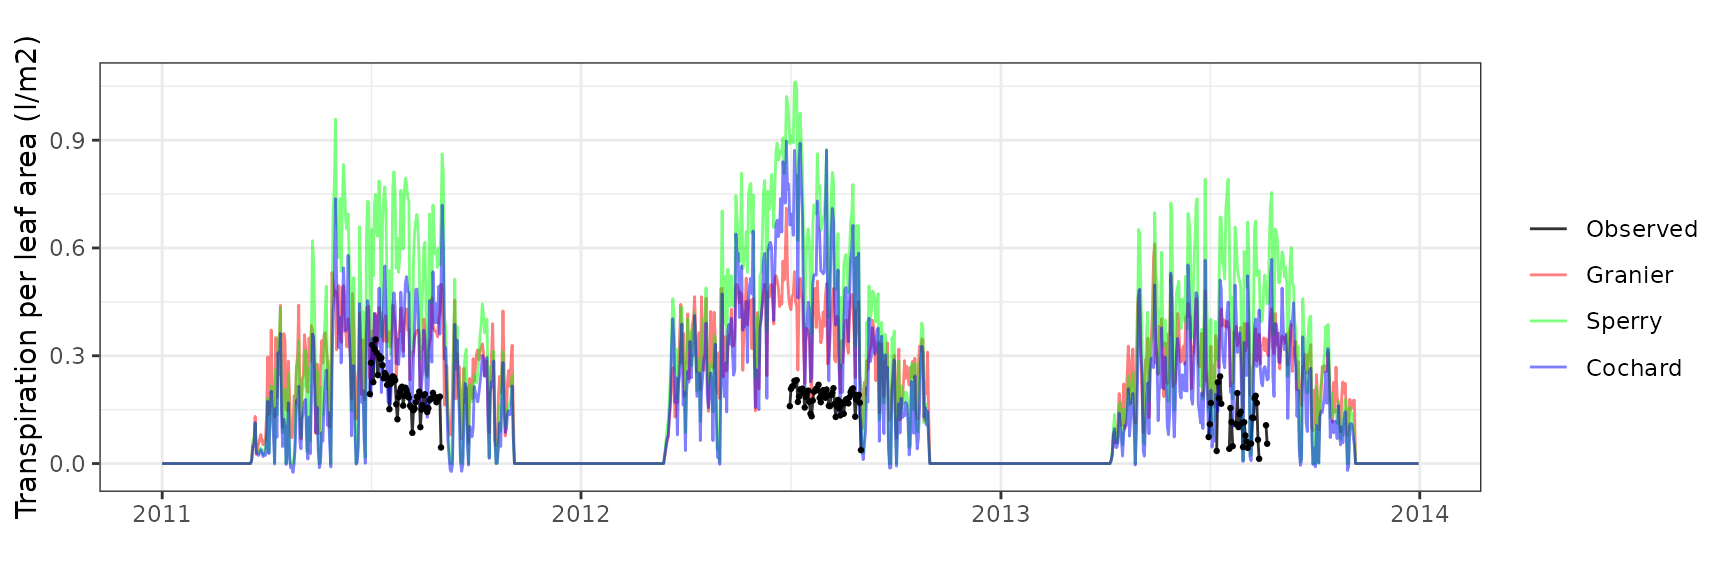 Transpiration per leaf area (l/m2)
0.9
0.6
0.3
0.0
2011
2012
2013
2014
Observed
Granier
Sperry
Cochard